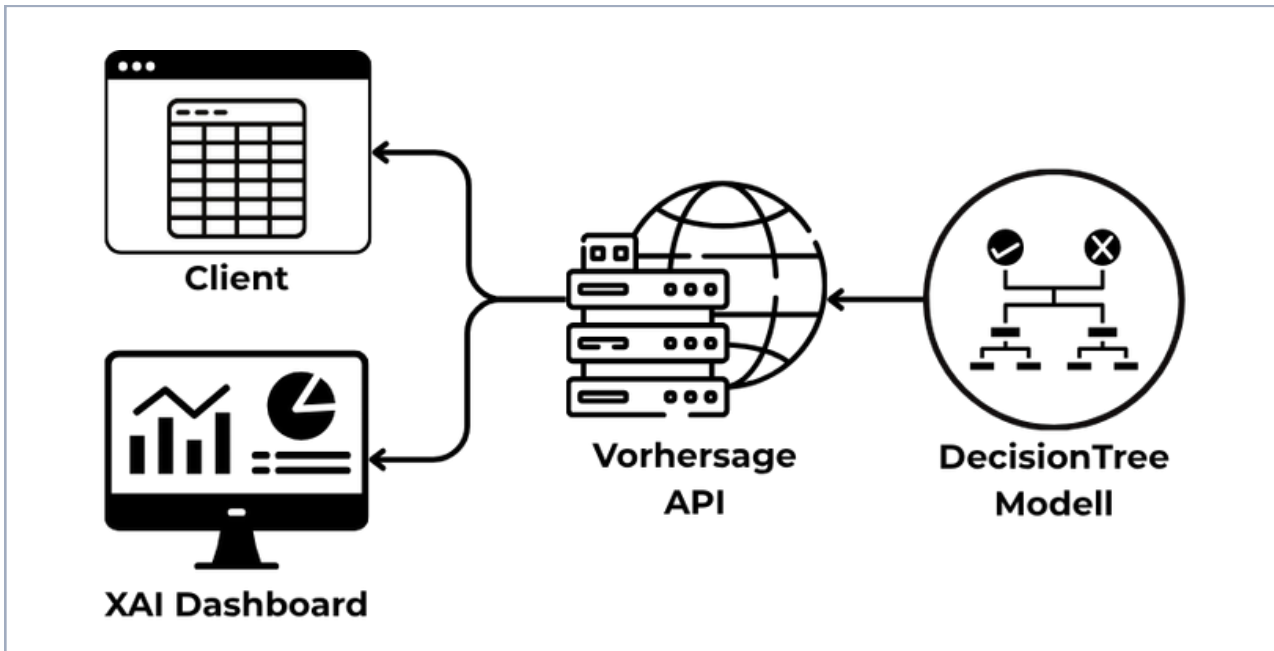 Client
Vorhersage
API
DecisionTree
Modell
XAI Dashboard